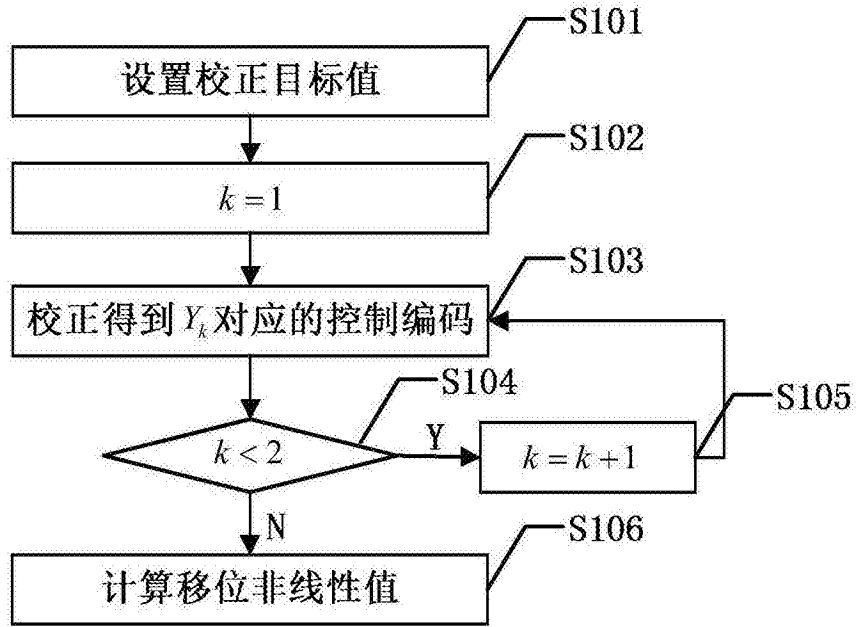 S101
设置校正目标值
S102
k = 1
S103
校正得到 Yk 对应的控制编码
S104
k < 2
Y
S105
k = k + 1
N
S106
计算移位非线性值